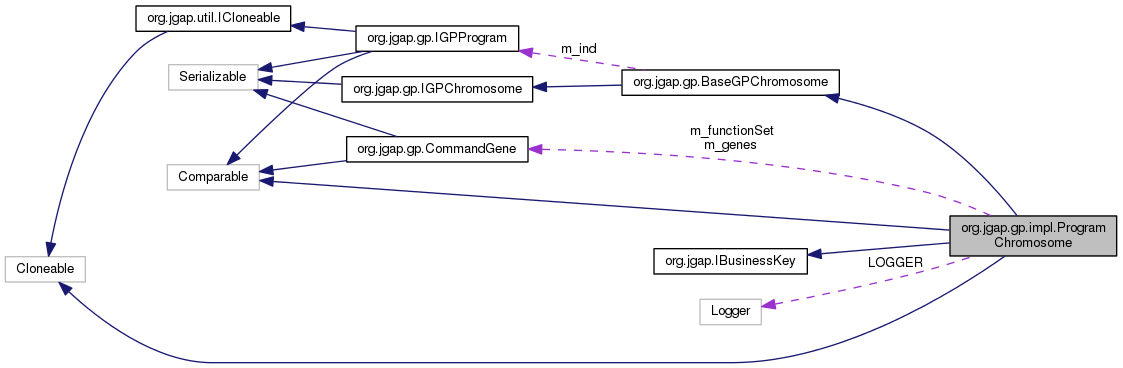 org.jgap.util.ICloneable
org.jgap.gp.IGPProgram
m_ind
Serializable
org.jgap.gp.IGPChromosome
org.jgap.gp.BaseGPChromosome
m_functionSet
m_genes
org.jgap.gp.CommandGene
Comparable
org.jgap.gp.impl.Program
Chromosome
org.jgap.IBusinessKey
LOGGER
Cloneable
Logger